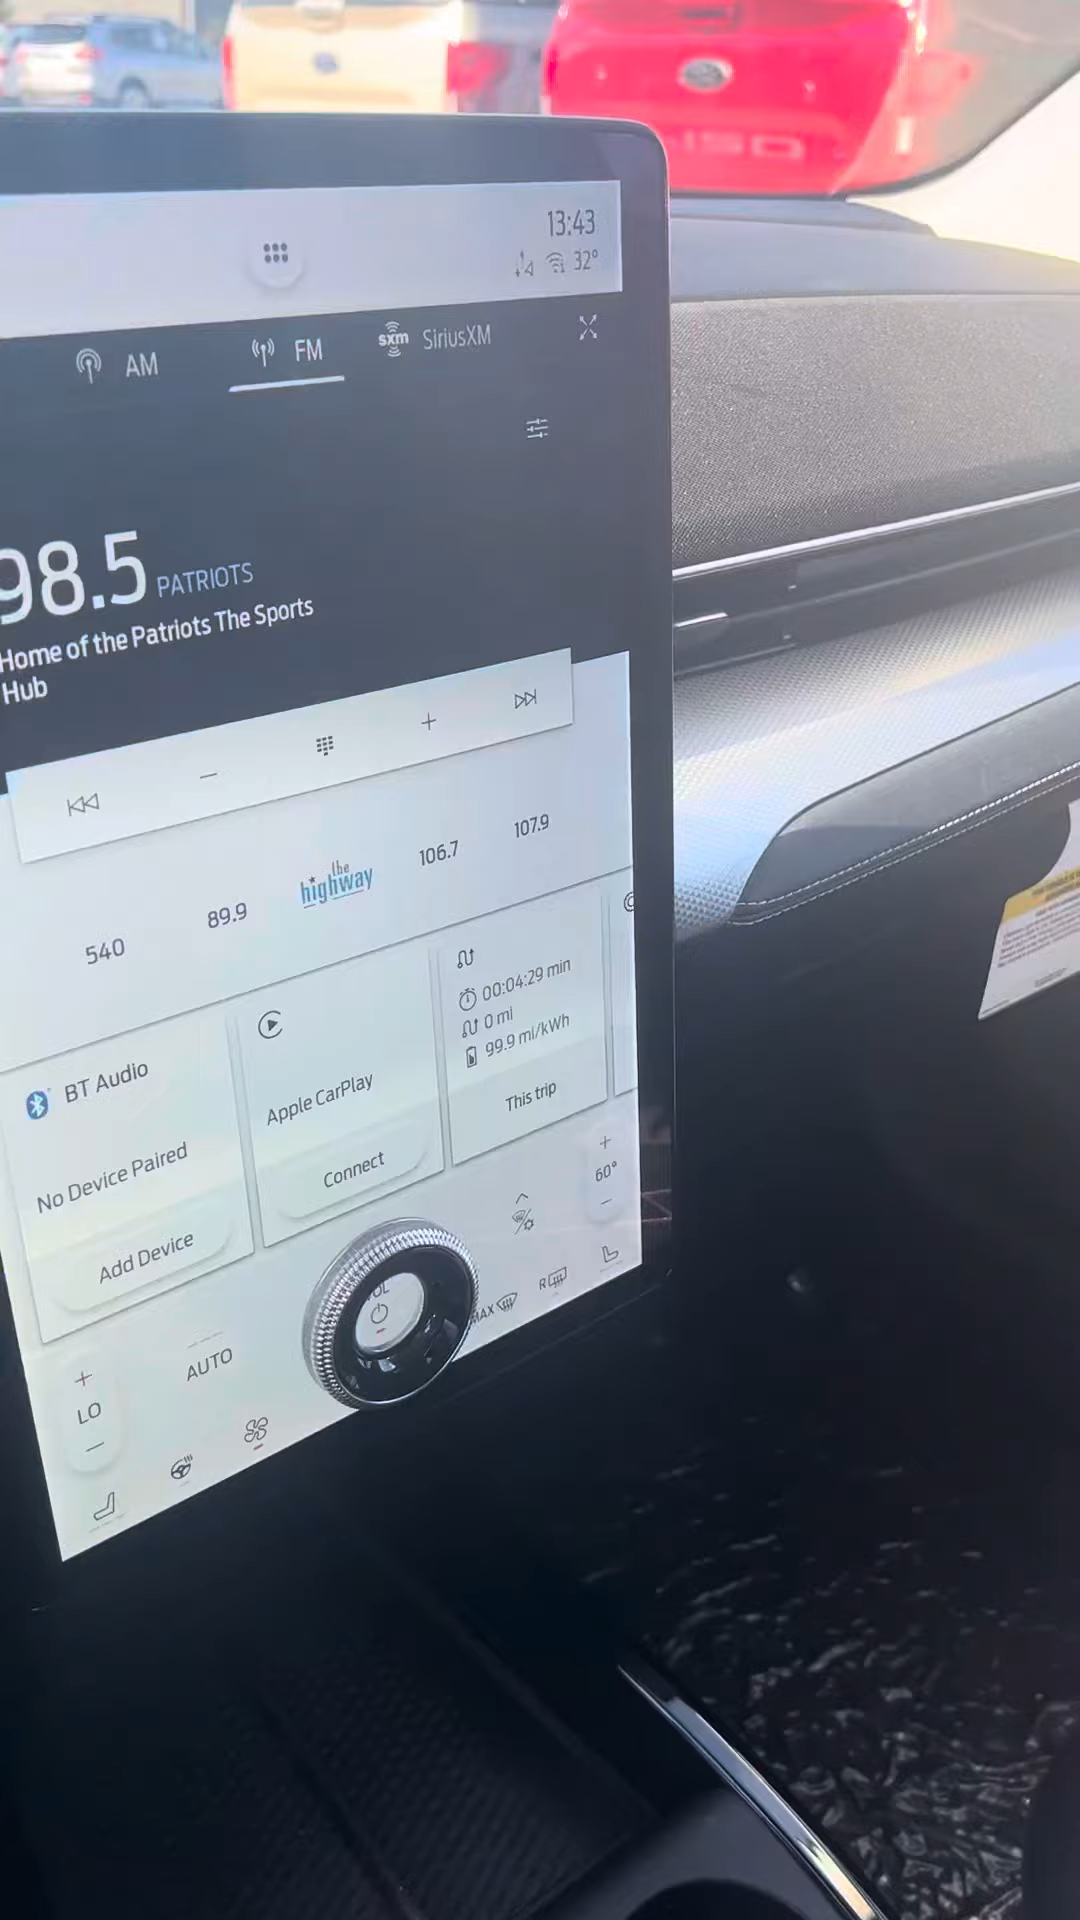 13:43
32°
AM
FM
sxm SiriusXM
98.5 PATRIOTS
Home of the Patriots The Sports
Hub
540
89.9
the
highway
106.7
107.9
BT Audio
No Device Paired
Add Device
Apple CarPlay
Connect
00:04:29 min
0 mi
99.9 mi/kWh
This trip
60°
LO
AUTO
VOL
MAX
R